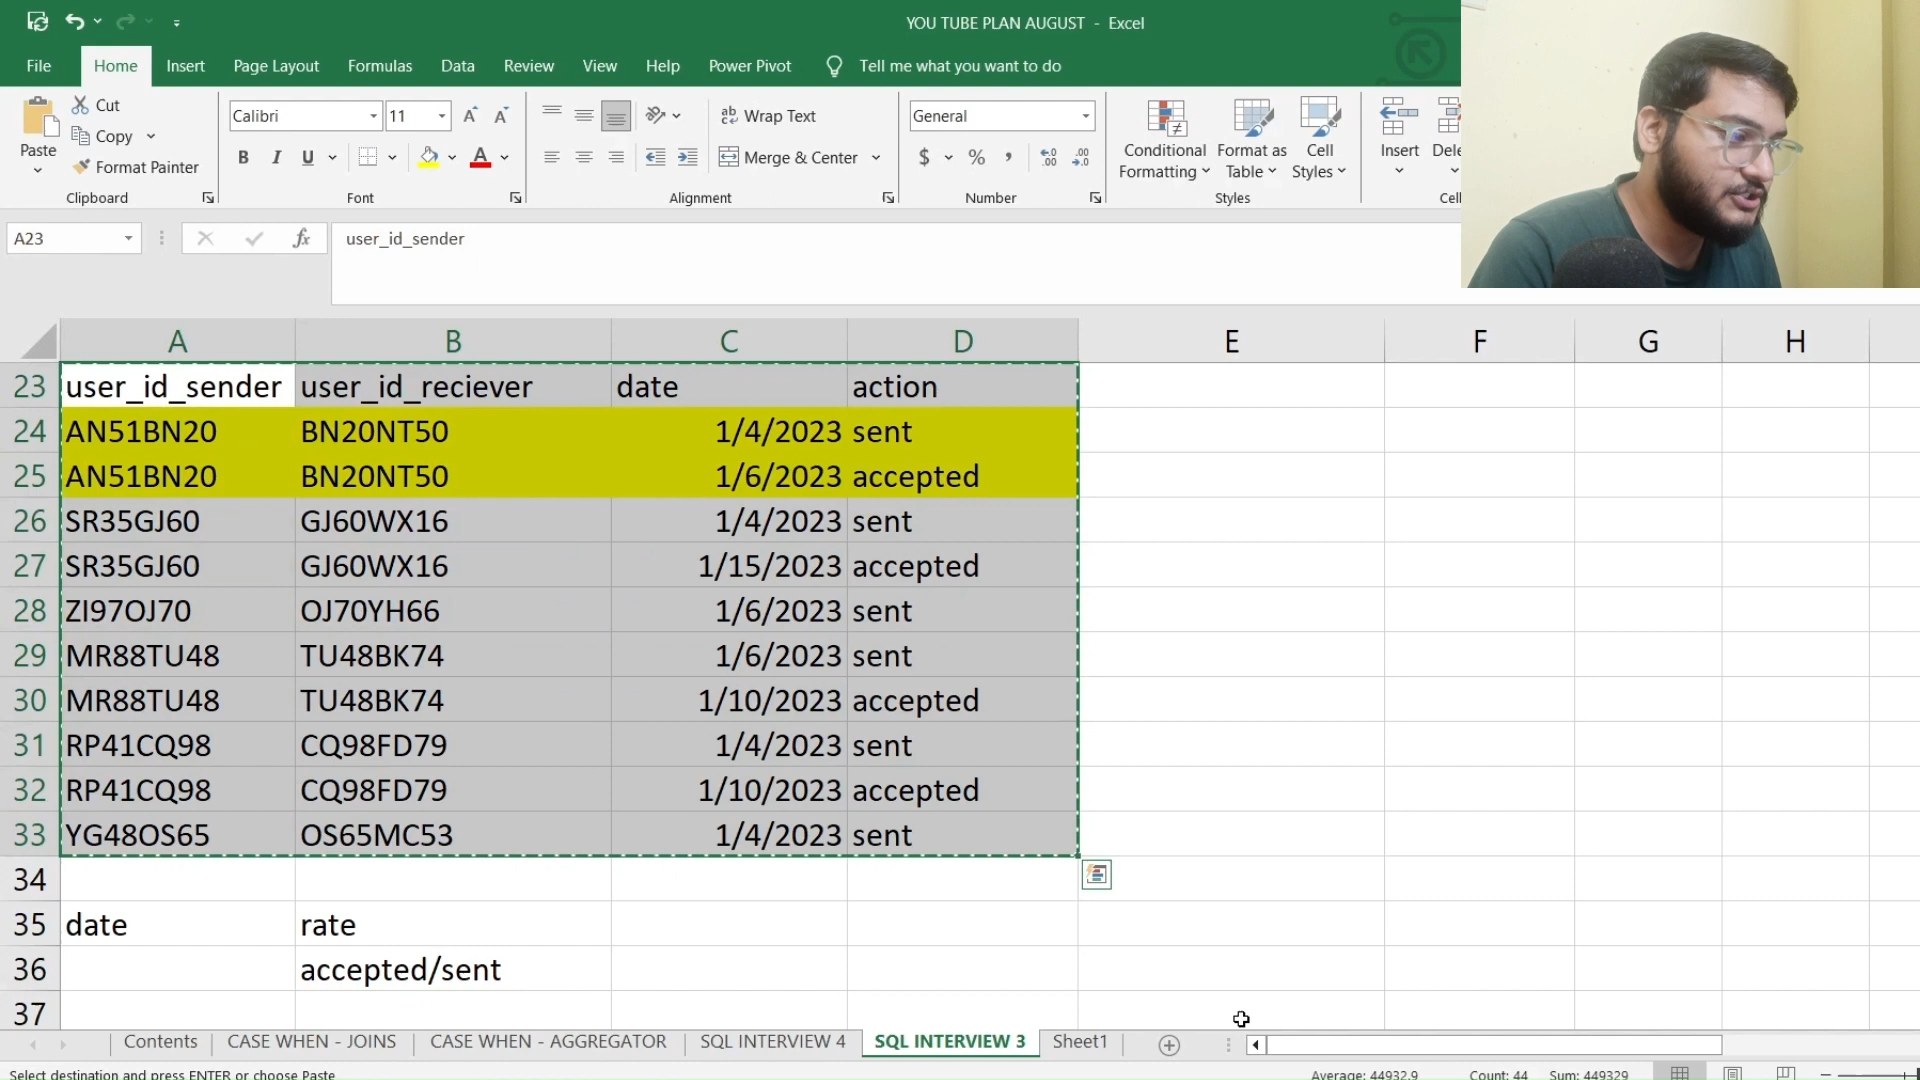 YOU TUBE PLAN AUGUST - Excel
File Home Insert Page Layout Formulas Data Review View Help Power Pivot Tell me what you want to do
Paste
Cut
Copy
Format Painter
Clipboard
Calibri 11
B I U A
Font
Wrap Text
Merge & Center
Alignment
General
$ % ,
Number
Conditional Formatting
Format as Table
Cell Styles
Styles
Insert
A23 fx user_id_sender
A B C D E F G H
23 user_id_sender user_id_reciever date action
24 AN51BN20 BN20NT50 1/4/2023 sent
25 AN51BN20 BN20NT50 1/6/2023 accepted
26 SR35GJ60 GJ60WX16 1/4/2023 sent
27 SR35GJ60 GJ60WX16 1/15/2023 accepted
28 ZI97OJ70 OJ70YH66 1/6/2023 sent
29 MR88TU48 TU48BK74 1/6/2023 sent
30 MR88TU48 TU48BK74 1/10/2023 accepted
31 RP41CQ98 CQ98FD79 1/4/2023 sent
32 RP41CQ98 CQ98FD79 1/10/2023 accepted
33 YG48OS65 OS65MC53 1/4/2023 sent
34
35 date rate
36 accepted/sent
37
Contents CASE WHEN - JOINS CASE WHEN - AGGREGATOR SQL INTERVIEW 4 SQL INTERVIEW 3 Sheet1
Select destination and press ENTER or choose Paste Average: 44932.9 Count: 44 Sum: 449329